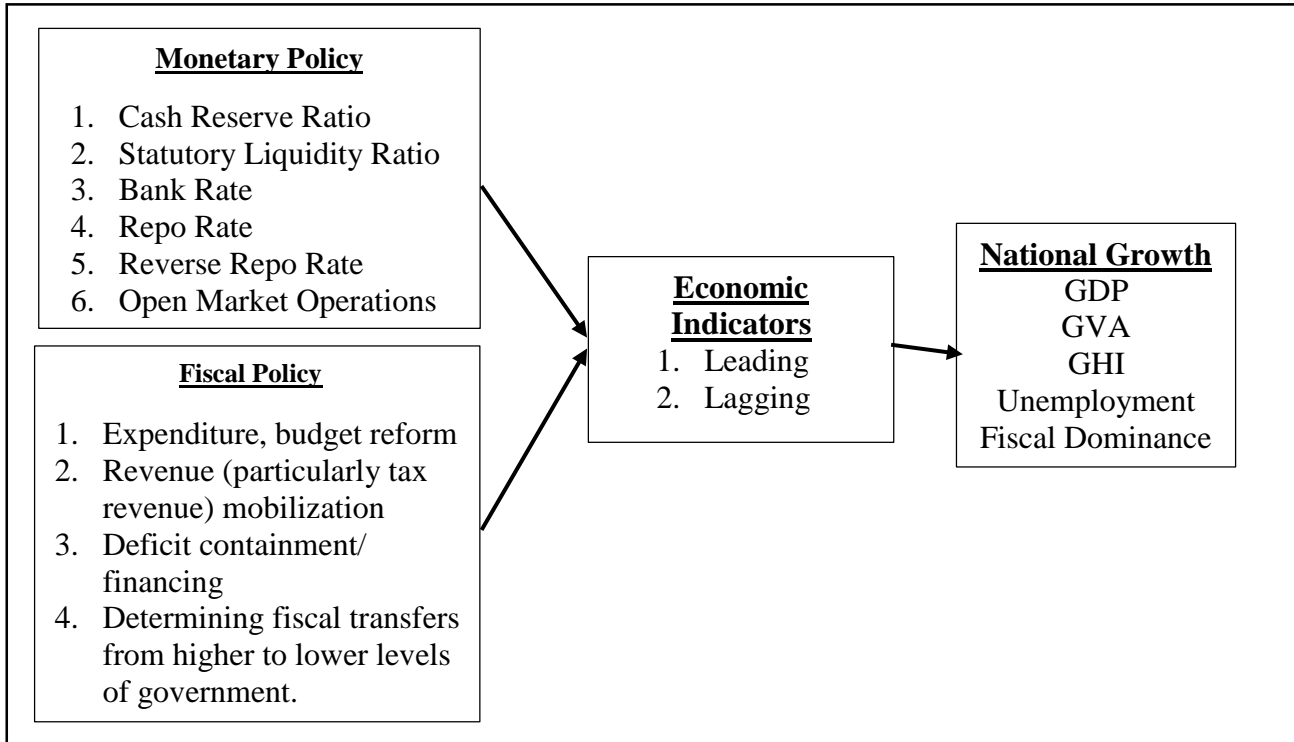 Monetary Policy
1. Cash Reserve Ratio
2. Statutory Liquidity Ratio
3. Bank Rate
4. Repo Rate
5. Reverse Repo Rate
6. Open Market Operations
Fiscal Policy
1. Expenditure, budget reform
2. Revenue (particularly tax
revenue) mobilization
3. Deficit containment/
financing
4. Determining fiscal transfers
from higher to lower levels
of government.
Economic
Indicators
1. Leading
2. Lagging
National Growth
GDP
GVA
GHI
Unemployment
Fiscal Dominance